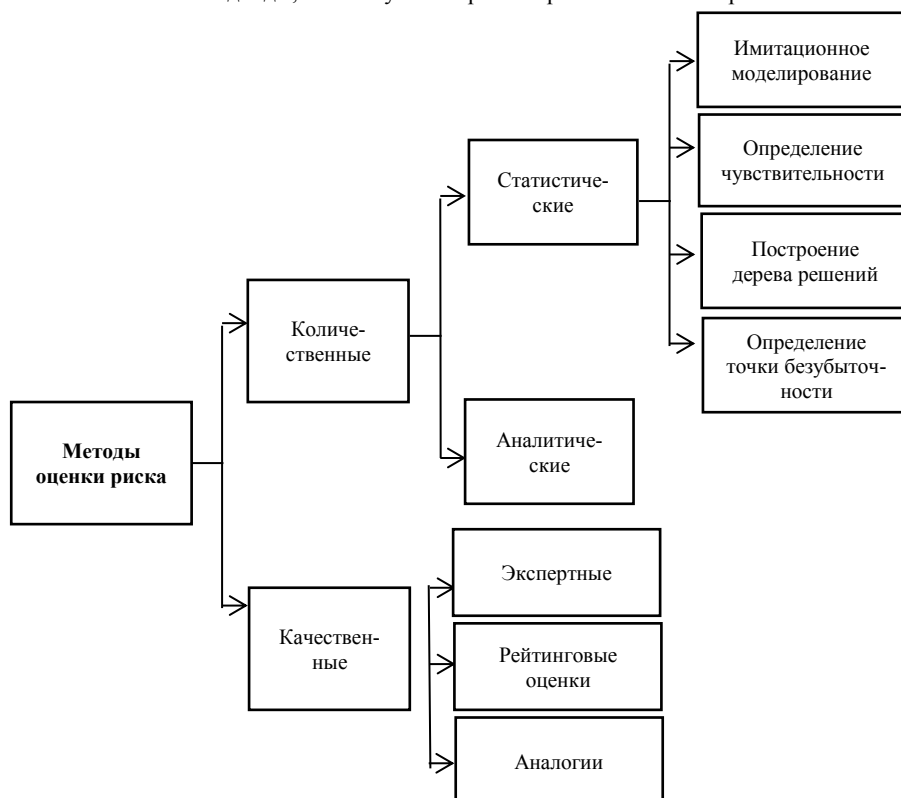 Имитационное
моделирование
Определение
чувствительности
Статистиче-
ские
Построение
дерева решений
Количе-
ственные
Определение
точки безубыточ-
ности
Методы
оценки риска
Аналитиче-
ские
Экспертные
Качествен-
ные
Рейтинговые
оценки
Аналогии